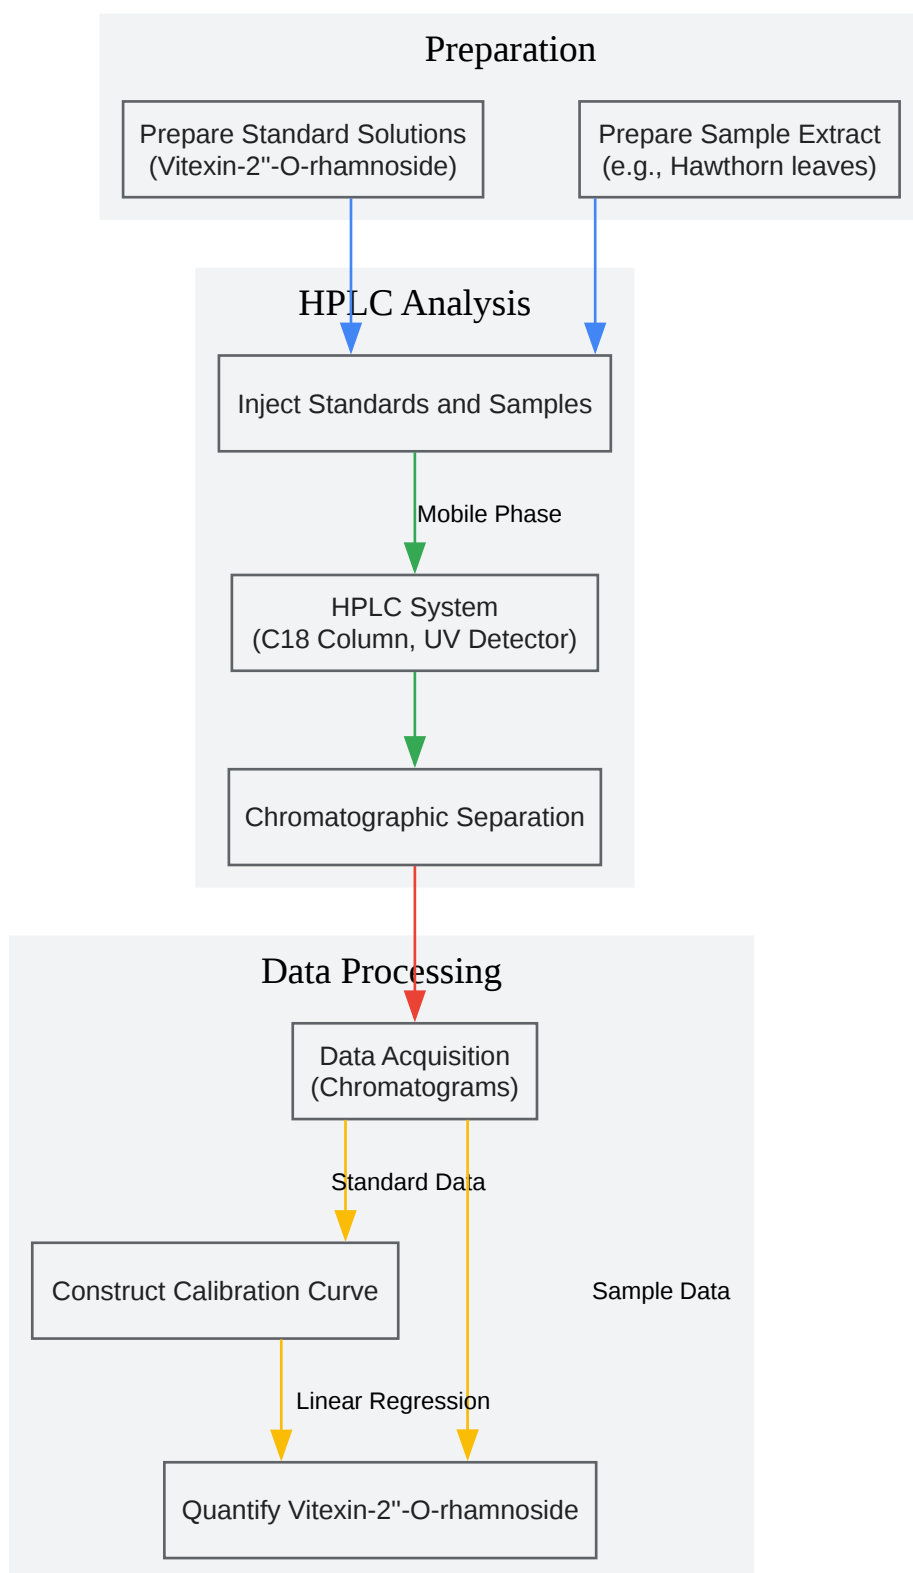 Preparation
Prepare Standard Solutions
(Vitexin-2"-O-rhamnoside)
Prepare Sample Extract
(e.g., Hawthorn leaves)
HPLC Analysis
Inject Standards and Samples
Mobile Phase
HPLC System
(C18 Column, UV Detector)
Chromatographic Separation
Data Processing
Data Acquisition
(Chromatograms)
Standard Data
Construct Calibration Curve
Sample Data
Linear Regression
Quantify Vitexin-2"-O-rhamnoside